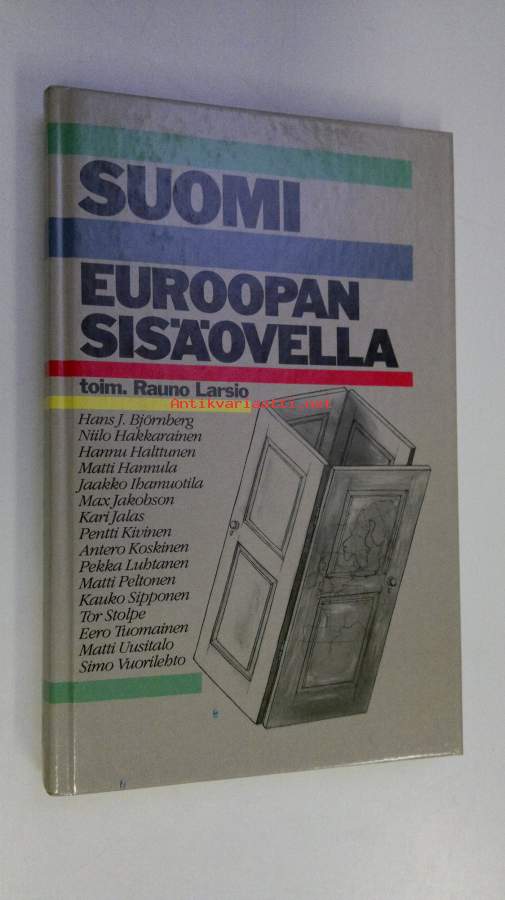 SUOMI
EUROOPAN
SISÄOVELLA
toim. Rauno Larsio
Antikvariaatti.net
Hans J. Björnberg
Niilo Hakkarainen
Hannu Halttunen
Matti Hannula
Jaakko Ihamuotila
Max Jakobson
Kari Jalas
Pentti Kivinen
Antero Koskinen
Pekka Luhtanen
Matti Peltonen
Kauko Sipponen
Tor Stolpe
Eero Tuomainen
Matti Uusitalo
Simo Vuorilehto